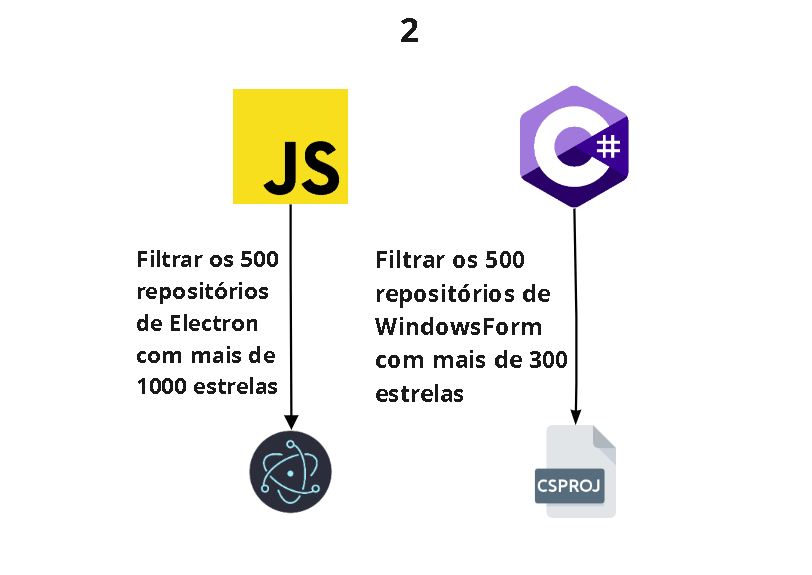 2
JS
C#
Filtrar os 500
repositórios
de Electron
com mais de
1000 estrelas
Filtrar os 500
repositórios de
WindowsForm
com mais de 300
estrelas
CSPROJ